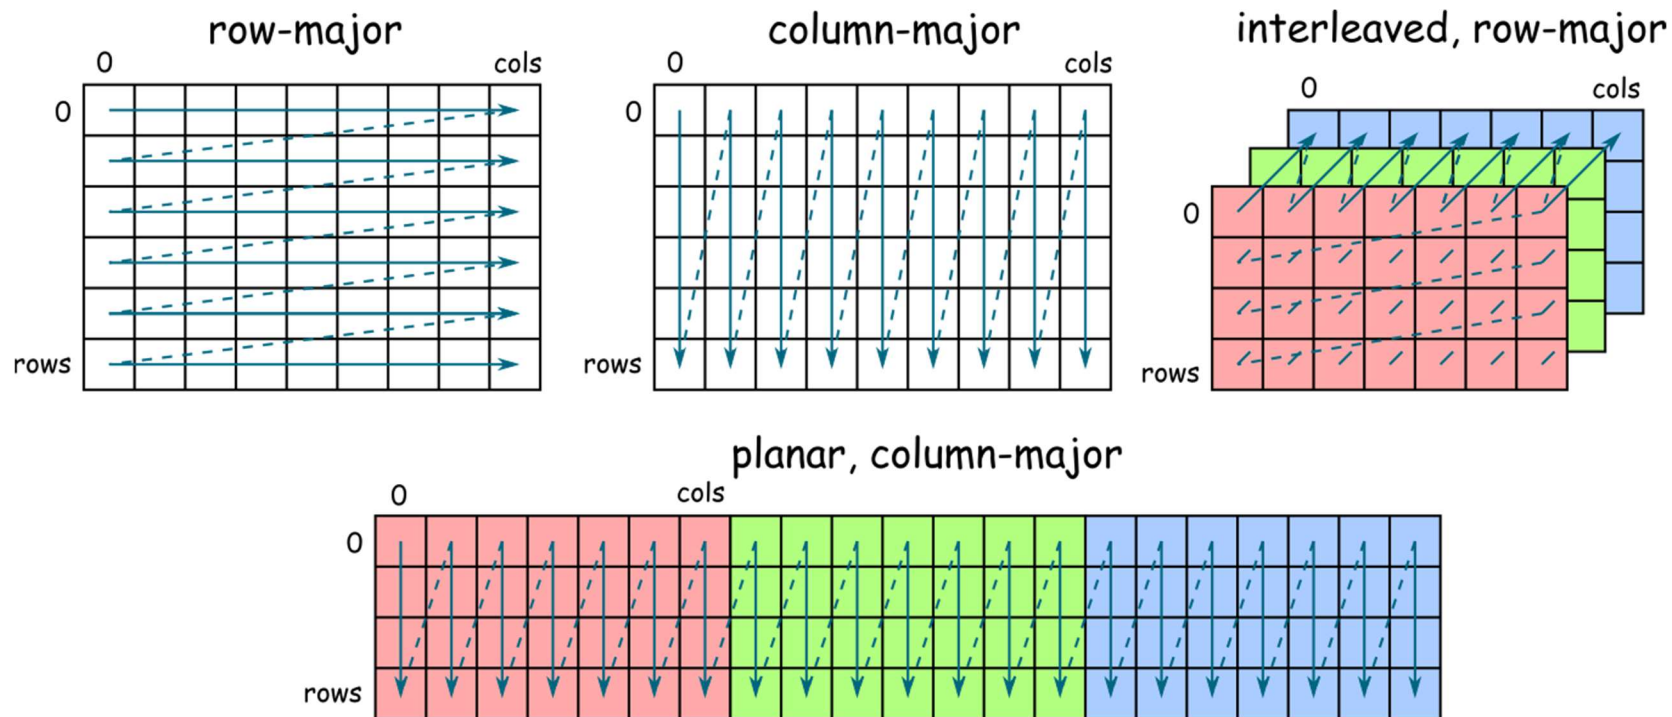 row-major
0
cols
0
rows
column-major
0
cols
0
rows
interleaved, row-major
0
cols
0
rows
planar, column-major
0
cols
0
rows